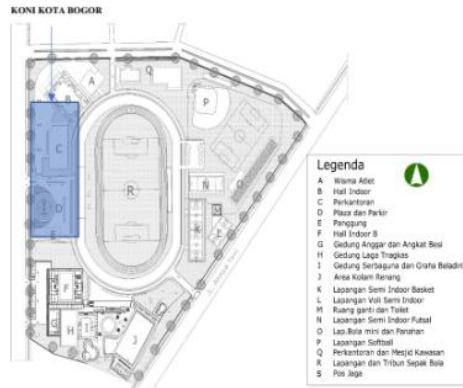 KONI KOTA BOGOR
A
Q
P
C
R
N
D
M
K
L
E
F
H
I
J
Legenda
A Wisma Atlet
B Hall Indoor
C Perkantoran
D Plaza dan Parkir
E Panggung
F Hall Indoor B
G Gedung Anggar dan Angkat Besi
H Gedung Laga Tragkas
I Gedung Serbaguna dan Graha Beladiri
J Area Kolam Renang
K Lapangan Semi Indoor Basket
L Lapangan Voli Semi Indoor
M Ruang ganti dan Toilet
N Lapangan Semi Indoor Futsal
O Lap.Bola mini dan Panahan
P Lapangan Softball
Q Perkantoran dan Mesjid Kawasan
R Lapangan dan Tribun Sepak Bola
S Pos Jaga